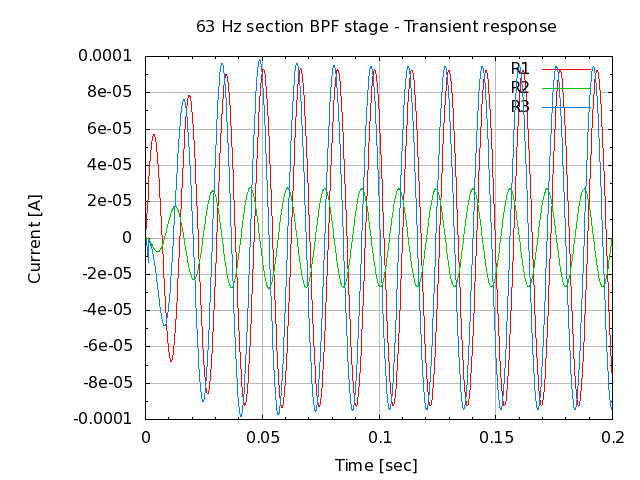 63 Hz section BPF stage - Transient response
0.0001
8e-05
6e-05
4e-05
2e-05
0
-2e-05
-4e-05
-6e-05
-8e-05
-0.0001
Current [A]
R1
R2
R3
0 0.05 0.1 0.15 0.2
Time [sec]